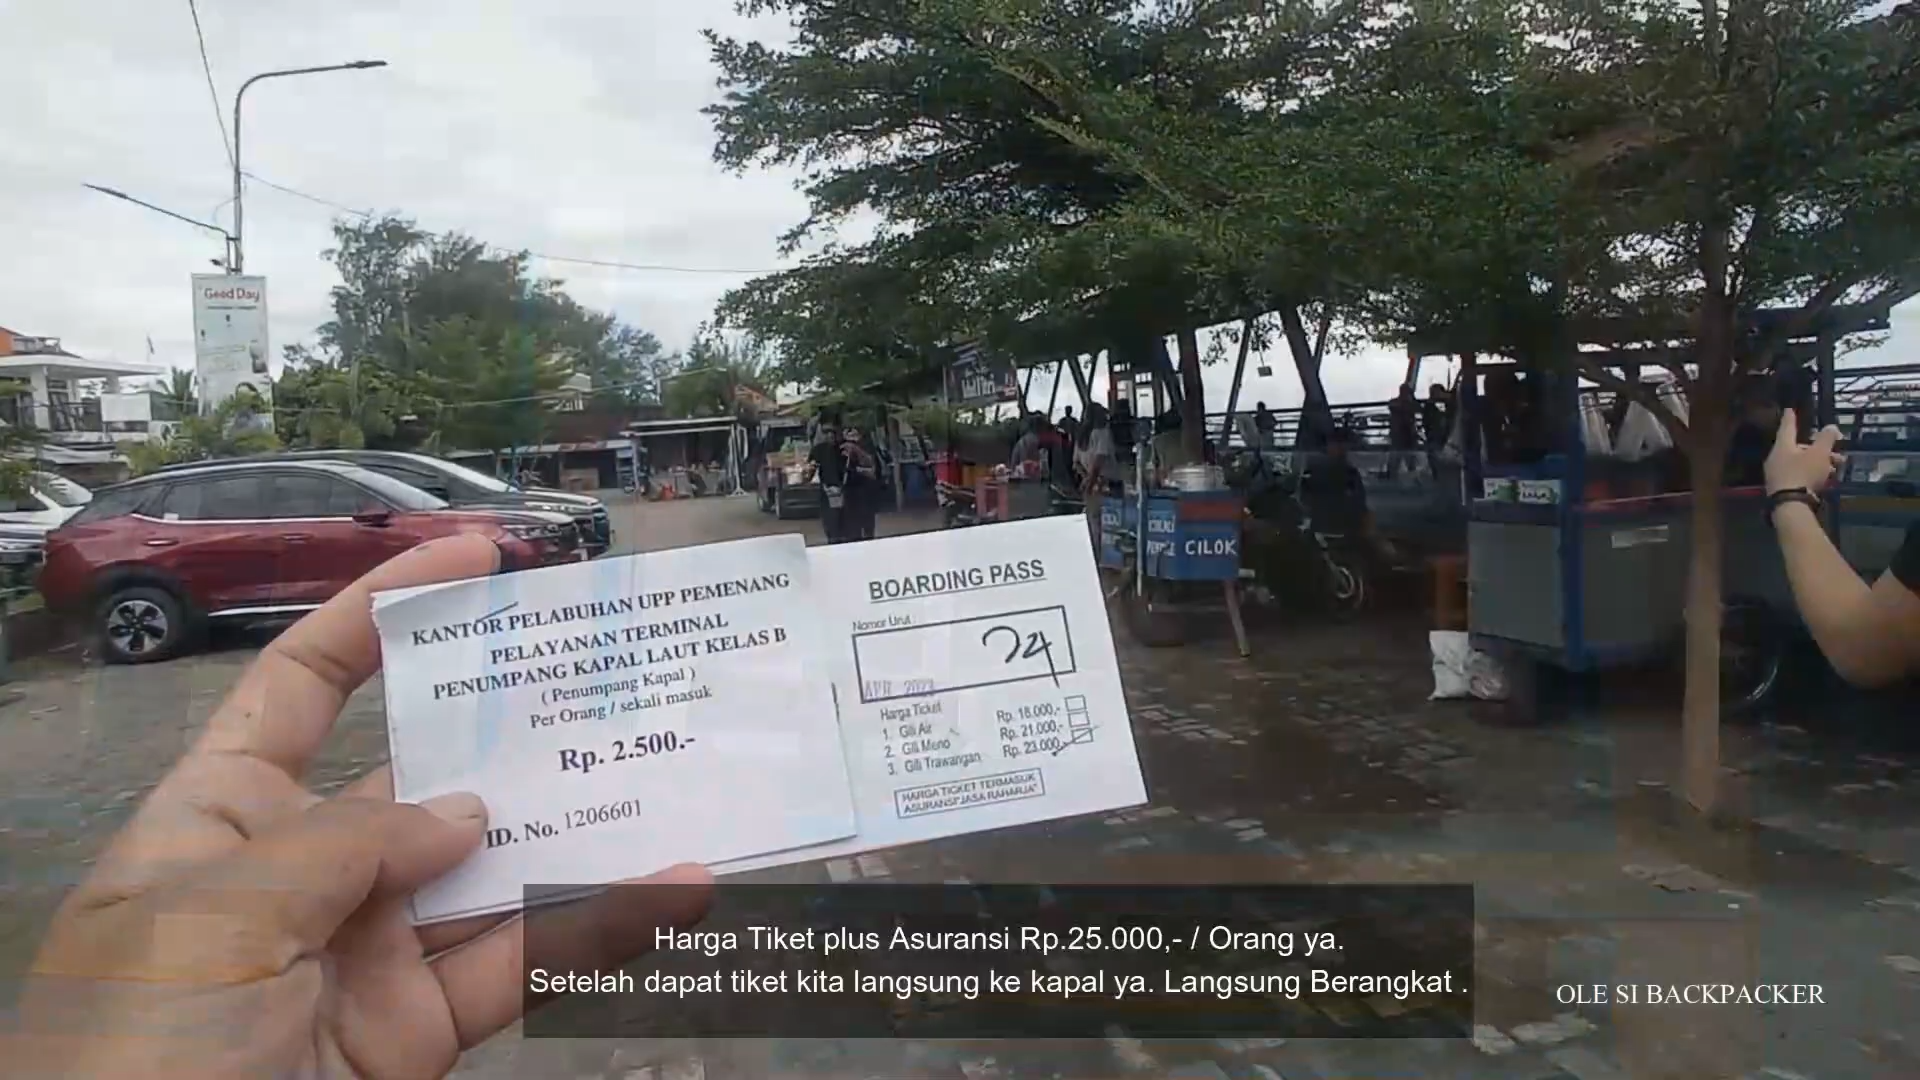 Good Day
CILOK
KANTOR PELABUHAN UPP PEMENANG
PELAYANAN TERMINAL
PENUMPANG KAPAL LAUT KELAS B
( Penumpang Kapal )
Per Orang / sekali masuk
Rp. 2.500.-
ID. No. 1206601
BOARDING PASS
Nomor Urut :
24
APR 2023
Harga Ticket
1. Gili Air Rp. 18.000,-
2. Gili Meno Rp. 21.000,-
3. Gili Trawangan Rp. 23.000,-
HARGA TICKET TERMASUK
ASURANSI "JASA RAHARJA"
Harga Tiket plus Asuransi Rp.25.000,- / Orang ya.
Setelah dapat tiket kita langsung ke kapal ya. Langsung Berangkat .
OLE SI BACKPACKER